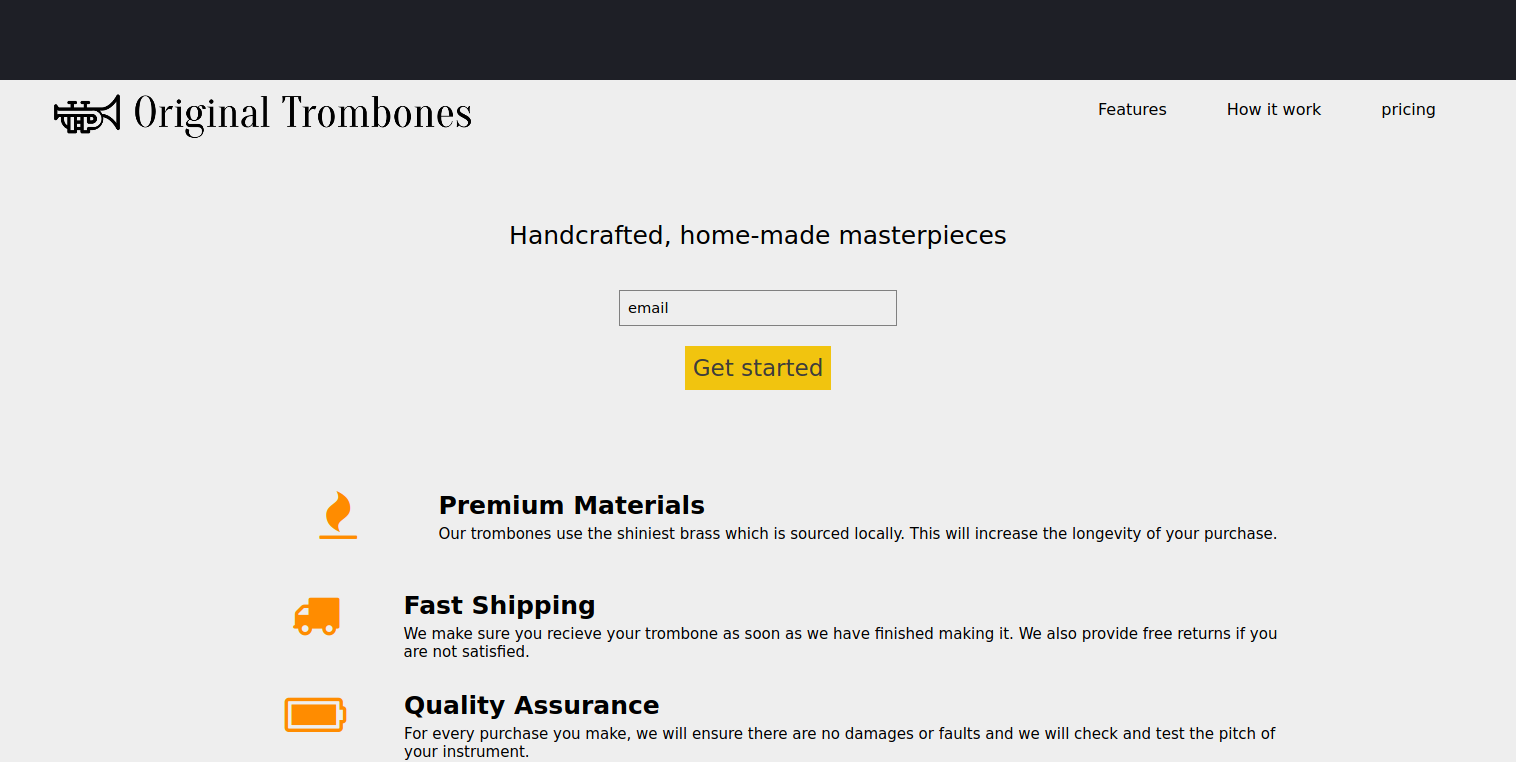 Original Trombones
Features
How it work
pricing
Handcrafted, home-made masterpieces
email
Get started
Premium Materials
Our trombones use the shiniest brass which is sourced locally. This will increase the longevity of your purchase.
Fast Shipping
We make sure you recieve your trombone as soon as we have finished making it. We also provide free returns if you
are not satisfied.
Quality Assurance
For every purchase you make, we will ensure there are no damages or faults and we will check and test the pitch of
your instrument.